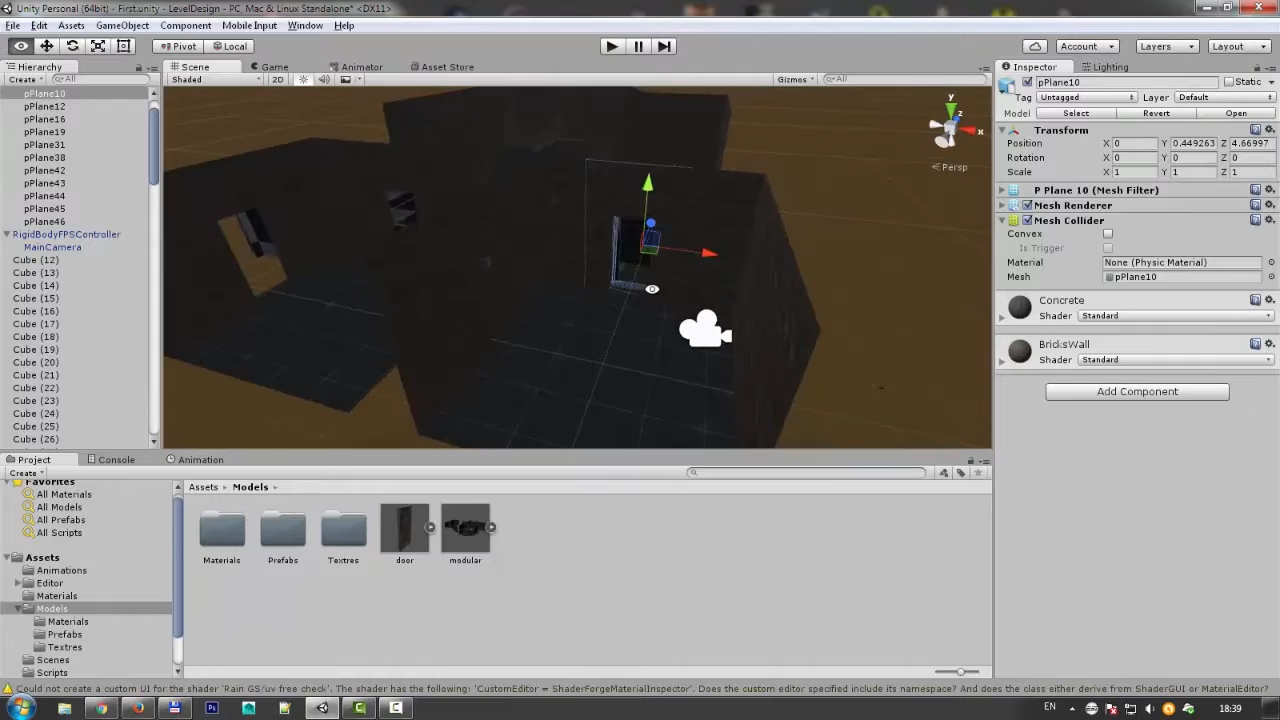 Unity Personal (64bit) - First.unity - LevelDesign - PC, Mac & Linux Standalone* <DX11>
File Edit Assets GameObject Component Mobile Input Window Help
Pivot Local Account Layers Layout
Hierarchy Scene Game Animator Asset Store Inspector Lighting
Create All Shaded 2D Gizmos All
pPlane10
pPlane12
pPlane16
pPlane19
pPlane31
pPlane38
pPlane42
pPlane43
pPlane44
pPlane45
pPlane46
RigidBodyFPSController
MainCamera
Cube (12)
Cube (13)
Cube (14)
Cube (15)
Cube (16)
Cube (17)
Cube (18)
Cube (19)
Cube (20)
Cube (21)
Cube (22)
Cube (23)
Cube (24)
Cube (25)
Cube (26)
y
z
x
Persp
pPlane10 Static
Tag Untagged Layer Default
Model Select Revert Open
Transform
Position X 0 Y 0.449263 Z 4.66997
Rotation X 0 Y 0 Z 0
Scale X 1 Y 1 Z 1
P Plane 10 (Mesh Filter)
Mesh Renderer
Mesh Collider
Convex
Is Trigger
Material None (Physic Material)
Mesh pPlane10
Concrete
Shader Standard
BricksWall
Shader Standard
Add Component
Project Console Animation
Create
Favorites
All Materials
All Models
All Prefabs
All Scripts
Assets
Animations
Editor
Materials
Models
Materials
Prefabs
Textres
Scenes
Scripts
Assets Models
Materials Prefabs Textres door modular
Could not create a custom UI for the shader 'Rain GS/uv free check'. The shader has the following: 'CustomEditor = ShaderForgeMaterialInspector'. Does the custom editor specified include its namespace? And does the class either derive from ShaderGUI or MaterialEditor?
EN 18:39